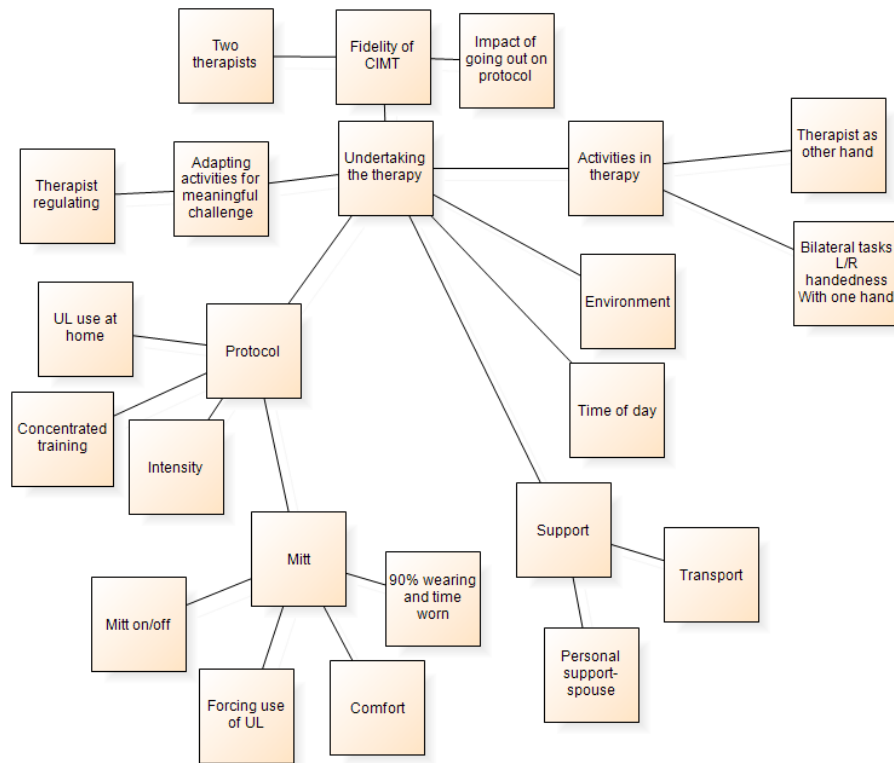 Two
therapists
Fidelity of
CIMT
Impact of
going out on
protocol
Therapist
regulating
Adapting
activities for
meaningful
challenge
Undertaking
the therapy
Activities in
therapy
Therapist as
other hand
Bilateral tasks
L/R
handedness
With one hand
UL use at
home
Protocol
Environment
Concentrated
training
Intensity
Time of day
Mitt
90% wearing
and time
worn
Support
Transport
Mitt on/off
Forcing use
of UL
Comfort
Personal
support-
spouse